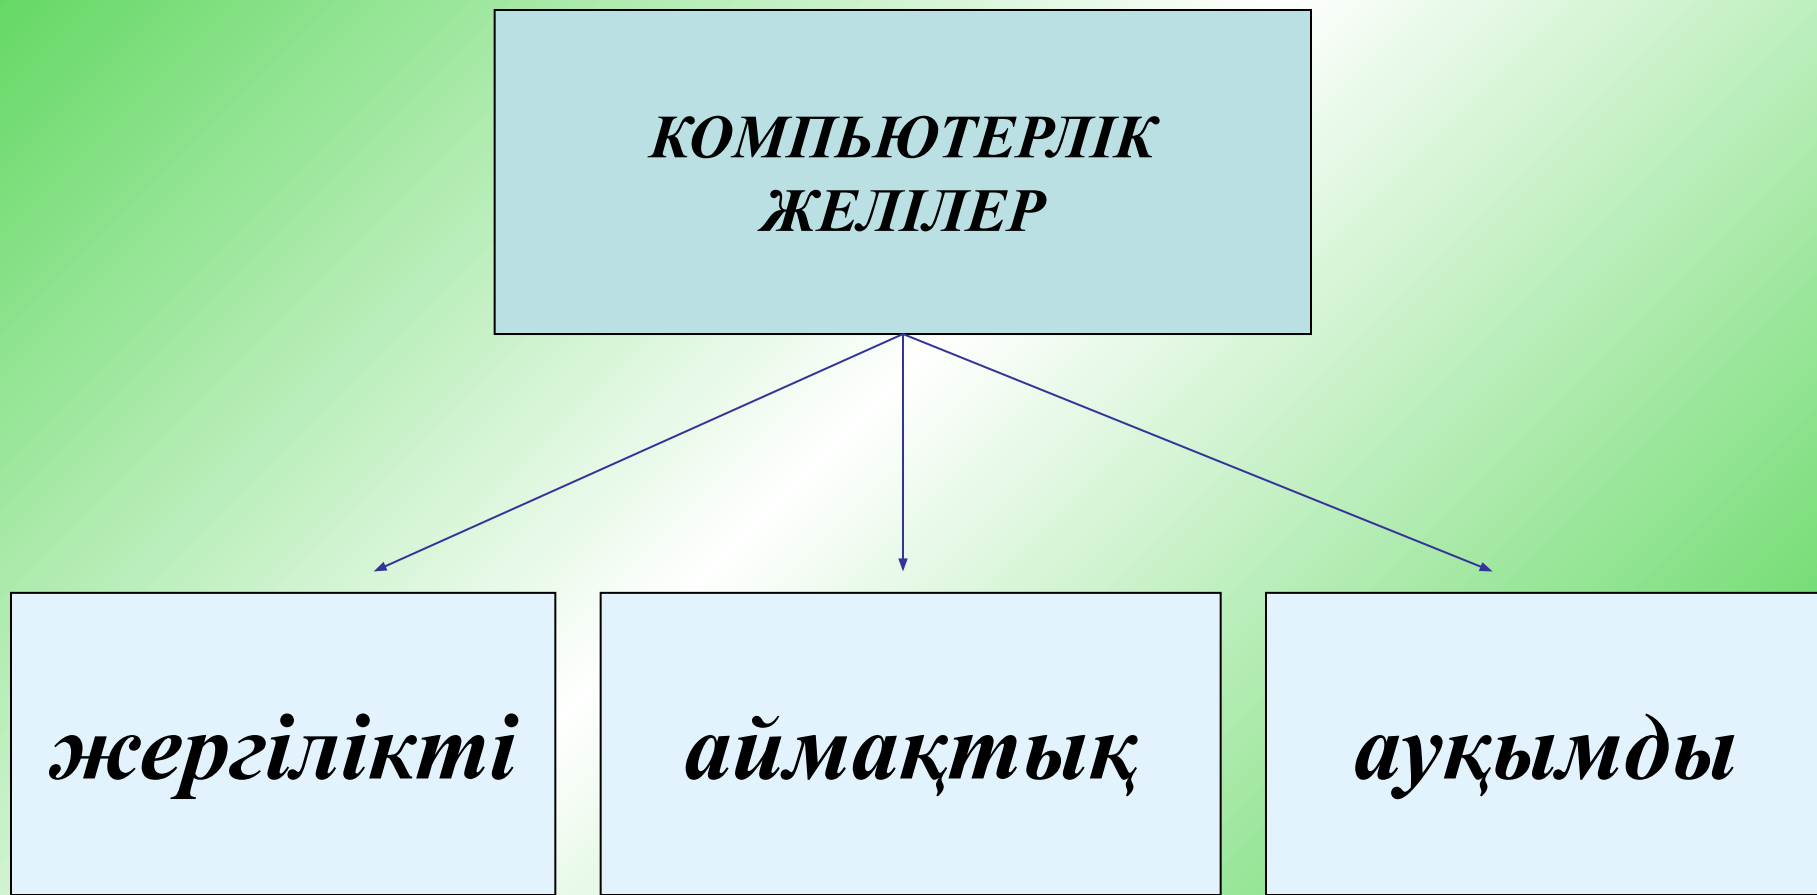 КОМПЬЮТЕРЛІК
ЖЕЛІЛЕР
жергілікті
аймақтық
ауқымды